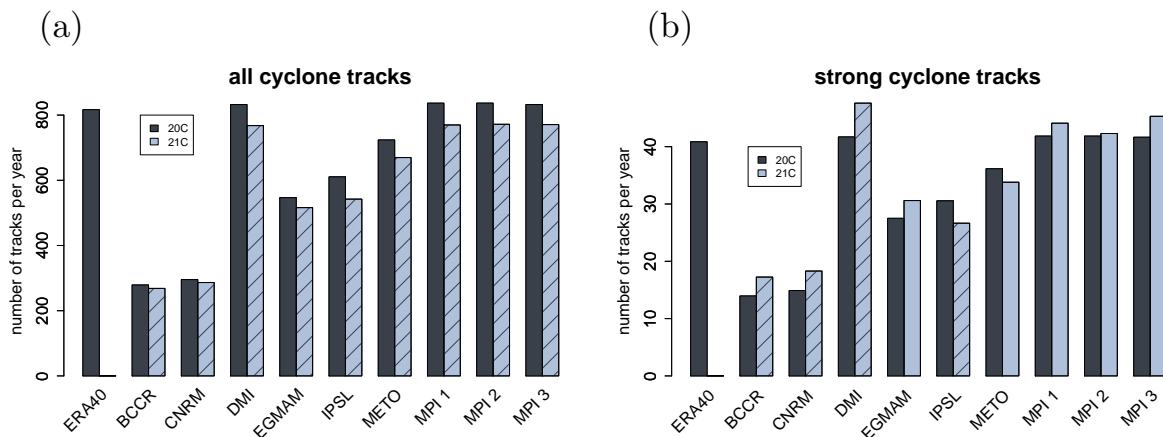 (a)
all cyclone tracks
number of tracks per year
0
200
400
600
800
20C
21C
ERA40
BCCR
CNRM
DMI
EGMAM
IPSL
METO
MPI 1
MPI 2
MPI 3
(b)
strong cyclone tracks
number of tracks per year
0
10
20
30
40
20C
21C
ERA40
BCCR
CNRM
DMI
EGMAM
IPSL
METO
MPI 1
MPI 2
MPI 3